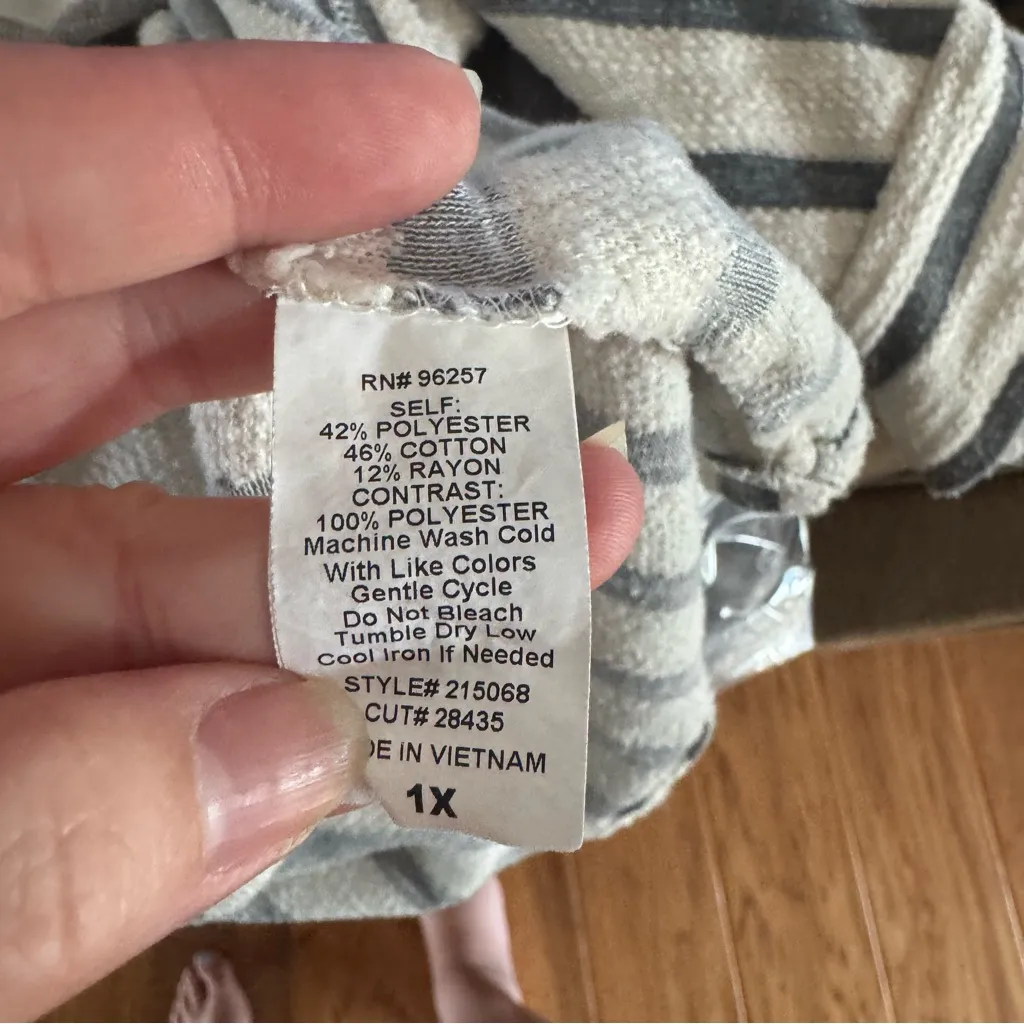 RN# 96257
SELF:
42% POLYESTER
46% COTTON
12% RAYON
CONTRAST:
100% POLYESTER
Machine Wash Cold
With Like Colors
Gentle Cycle
Do Not Bleach
Tumble Dry Low
Cool Iron If Needed
STYLE# 215068
CUT# 28435
DE IN VIETNAM
1X